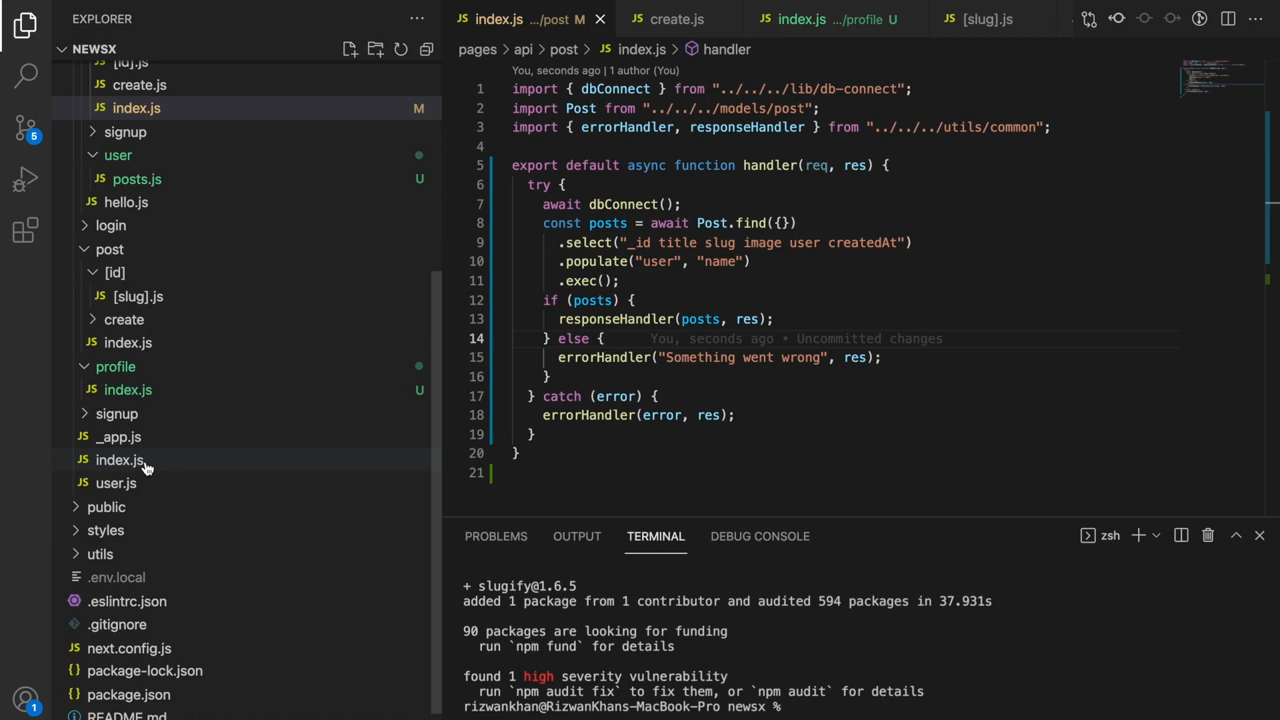 EXPLORER
NEWSX
[id].js
create.js
index.js M
signup
user
posts.js U
hello.js
login
post
[id]
[slug].js
create
index.js
profile
index.js U
signup
_app.js
index.js
user.js
public
styles
utils
.env.local
.eslintrc.json
.gitignore
next.config.js
package-lock.json
package.json
README.md
5
1
index.js .../post M
create.js
index.js .../profile U
[slug].js
pages > api > post > JS index.js > handler
You, seconds ago | 1 author (You)
1 import { dbConnect } from "../../../lib/db-connect";
2 import Post from "../../../models/post";
3 import { errorHandler, responseHandler } from "../../../utils/common";
4
5 export default async function handler(req, res) {
6 try {
7 await dbConnect();
8 const posts = await Post.find({})
9 .select("_id title slug image user createdAt")
10 .populate("user", "name")
11 .exec();
12 if (posts) {
13 responseHandler(posts, res);
14 } else { You, seconds ago • Uncommitted changes
15 errorHandler("Something went wrong", res);
16 }
17 } catch (error) {
18 errorHandler(error, res);
19 }
20 }
21
PROBLEMS OUTPUT TERMINAL DEBUG CONSOLE
zsh
+ slugify@1.6.5
added 1 package from 1 contributor and audited 594 packages in 37.931s
90 packages are looking for funding
run `npm fund` for details
found 1 high severity vulnerability
run `npm audit fix` to fix them, or `npm audit` for details
rizwankhan@RizwanKhans-MacBook-Pro newsx %